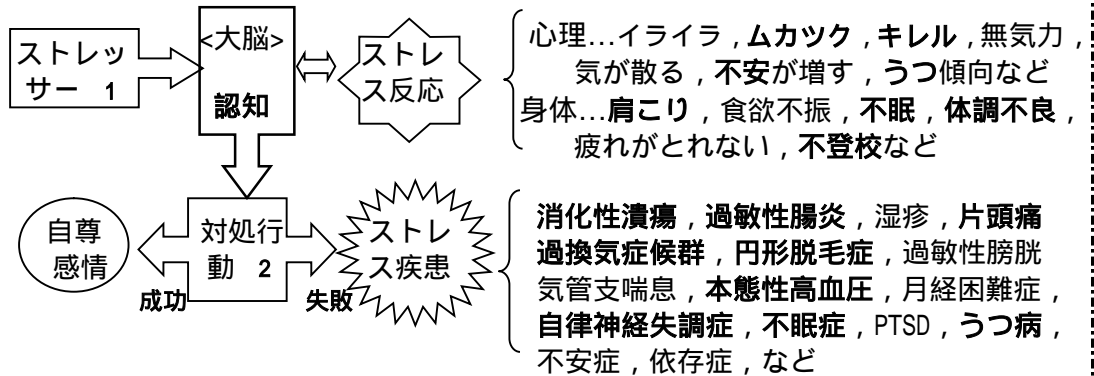 ストレッ
サー 1
<大脳>
認知
ストレ
ス反応
心理…イライラ，ムカツク，キレル，無気力，
気が散る，不安が増す，うつ傾向など
身体…肩こり，食欲不振，不眠，体調不良，
疲れがとれない，不登校など
自尊
感情
成功
対処行
動 2
失敗
ストレ
ス疾患
消化性潰瘍，過敏性腸炎，湿疹，片頭痛
過換気症候群，円形脱毛症，過敏性膀胱
気管支喘息，本態性高血圧，月経困難症，
自律神経失調症，不眠症，PTSD，うつ病，
不安症，依存症，など